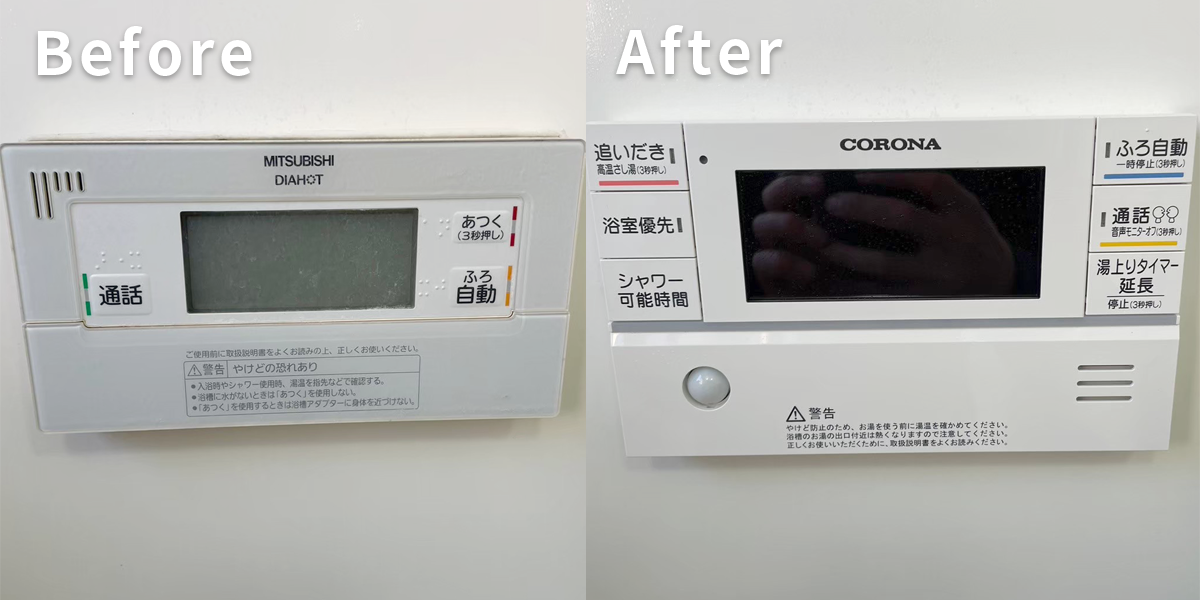 Before
MITSUBISHI
DIAHOT
あつく
(3秒押し)
通話
ふろ
自動
ご使用前に取扱説明書をよくお読みの上、正しくお使いください。
警告 やけどの恐れあり
●入浴時やシャワー使用時、湯温を指先などで確認する。
●浴槽に水がないときは「あつく」を使用しない。
●「あつく」を使用するときは浴槽アダプターに身体を近づけない。
After
CORONA
追いだき
高温さし湯(3秒押し)
浴室優先
シャワー
可能時間
ふろ自動
一時停止(3秒押し)
通話
音声モニターオフ(3秒押し)
湯上りタイマー
延長
停止(3秒押し)
警告
やけど防止のため、お湯を使う前に湯温を確かめてください。
浴槽のお湯の出口付近は熱くなりますので注意してください。
正しくお使いいただくために、取扱説明書をよくお読みください。